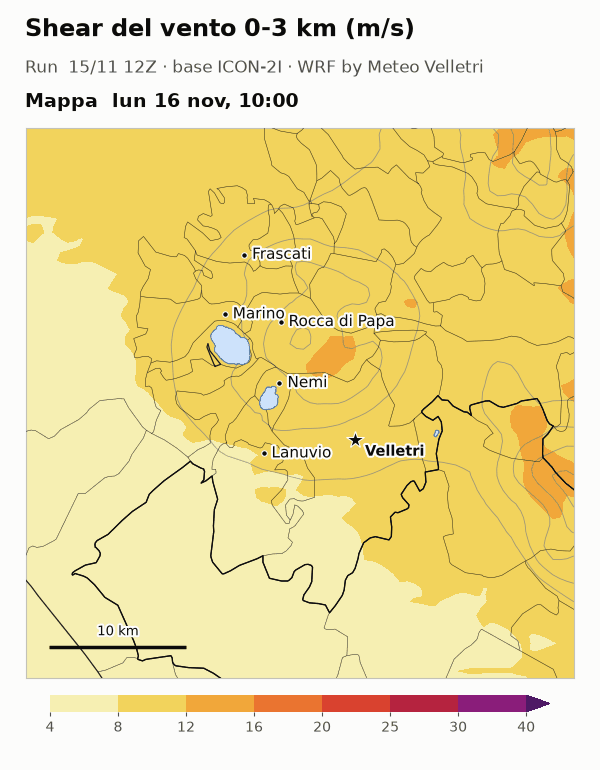 Shear del vento 0-3 km (m/s)
Run  15/11 12Z · base ICON-2I · WRF by Meteo Velletri
Mappa  lun 16 nov, 10:00
Frascati
Marino
Rocca di Papa
Nemi
Velletri
Lanuvio
10 km
4 8 12 16 20 25 30 40